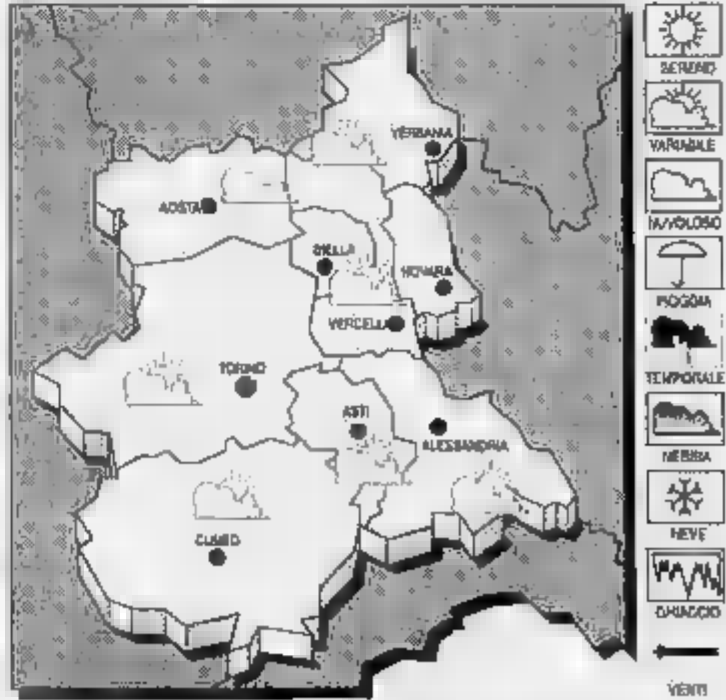 VERBANIA
AOSTA
BIELLA
NOVARA
VERCELLI
TORINO
ASTI
ALESSANDRIA
CUNEO
SERENO
VARIABILE
NUVOLOSO
PIOGGIA
TEMPORALE
NEBBIA
NEVE
GHIACCIO
VENTI